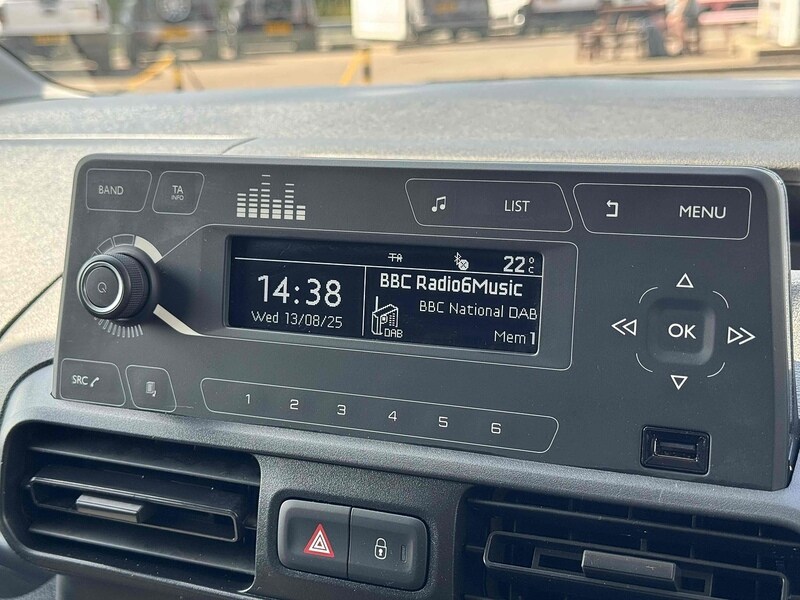 BAND
TA
INFO
LIST
MENU
TA
22°C
14:38
Wed 13/08/25
BBC Radio6Music
BBC National DAB
DAB
Mem 1
OK
SRC
1 2 3 4 5 6